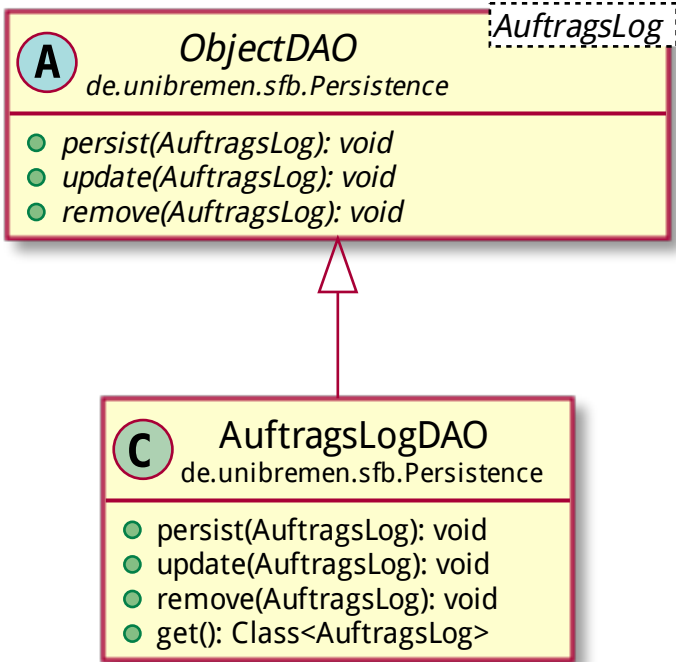 AuftragsLog
A
ObjectDAO
de.unibremen.sfb.Persistence
persist(AuftragsLog): void
update(AuftragsLog): void
remove(AuftragsLog): void
C
AuftragsLogDAO
de.unibremen.sfb.Persistence
persist(AuftragsLog): void
update(AuftragsLog): void
remove(AuftragsLog): void
get(): Class<AuftragsLog>